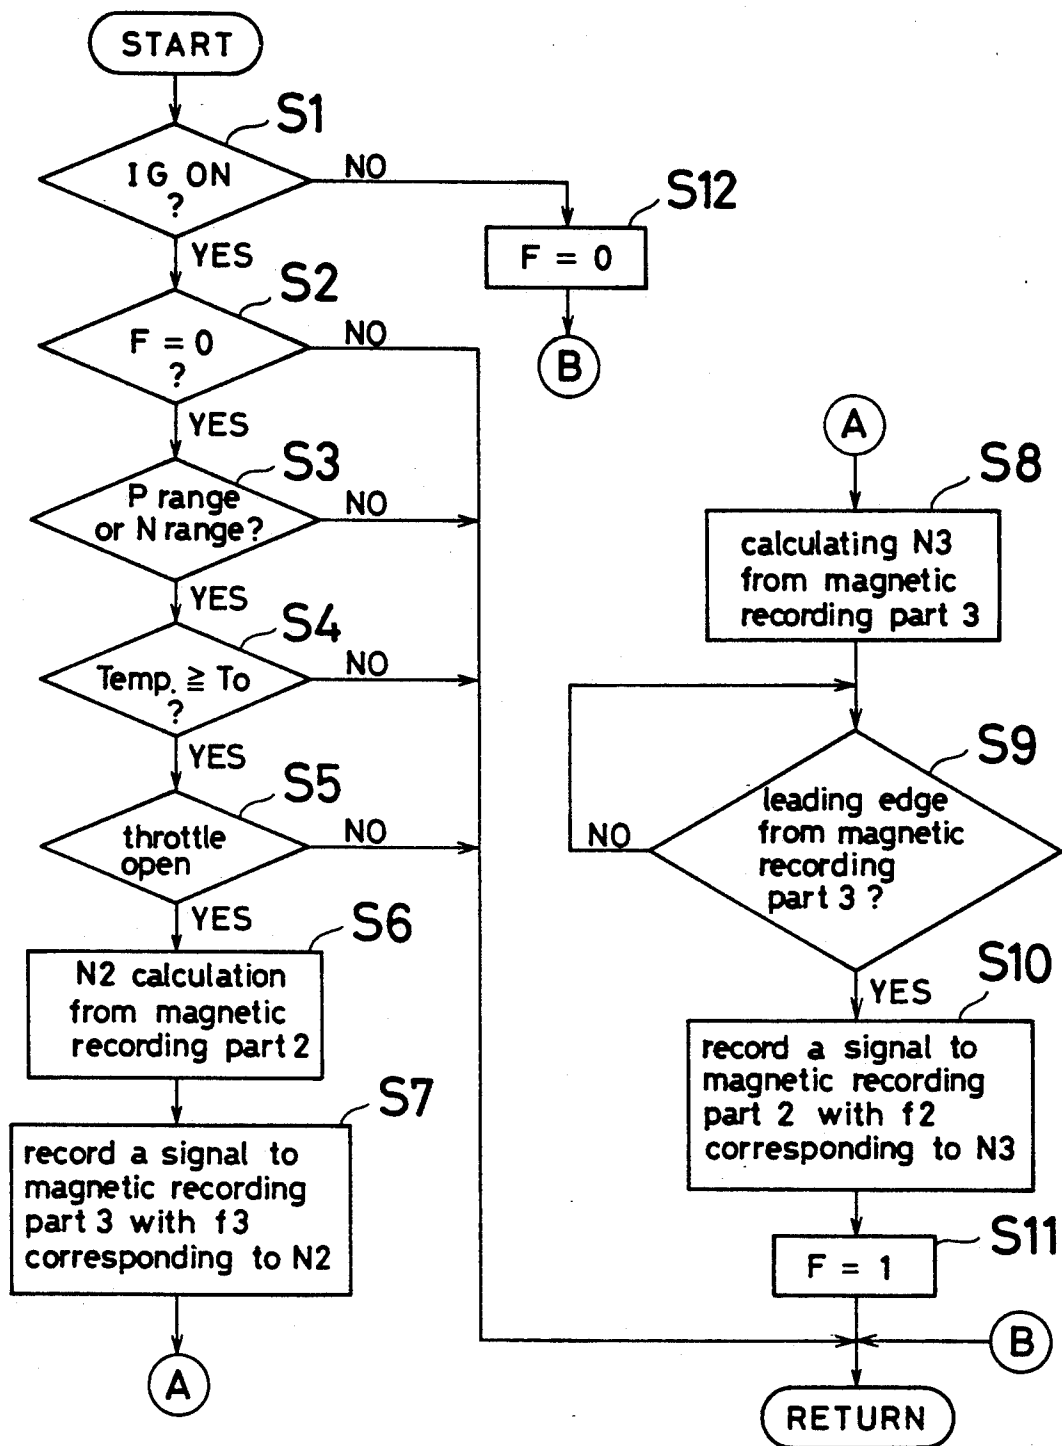 START
S1
IG ON
?
NO
YES
S12
F = 0
B
S2
F = 0
?
NO
YES
S3
P range
or N range?
NO
YES
S4
Temp. ≧ To
?
NO
YES
S5
throttle
open
NO
YES
S6
N2 calculation
from magnetic
recording part 2
S7
record a signal to
magnetic recording
part 3 with f3
corresponding to N2
A
A
S8
calculating N3
from magnetic
recording part 3
S9
leading edge
from magnetic
recording
part 3 ?
NO
YES
S10
record a signal to
magnetic recording
part 2 with f2
corresponding to N3
S11
F = 1
B
RETURN